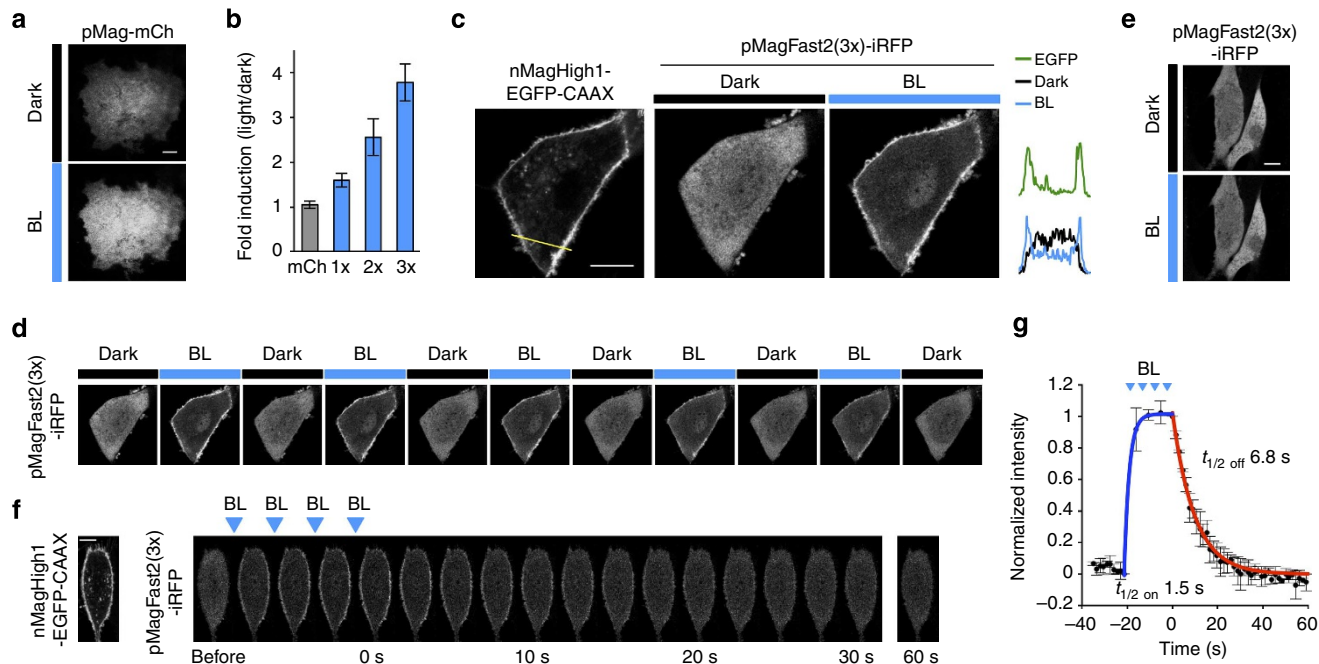 a
pMag-mCh
Dark
BL
b
Fold induction (light/dark)
4
3
2
1
0
mCh 1x 2x 3x
c
nMagHigh1-
EGFP-CAAX
pMagFast2(3x)-iRFP
Dark
BL
EGFP
Dark
BL
e
pMagFast2(3x)
-iRFP
Dark
BL
d
pMagFast2(3x)
-iRFP
Dark BL Dark BL Dark BL Dark BL Dark BL Dark
f
nMagHigh1
-EGFP-CAAX
pMagFast2(3x)
-iRFP
BL BL BL BL
Before 0 s 10 s 20 s 30 s 60 s
g
BL
Normalized intensity
1.2
1
0.8
0.6
0.4
0.2
0
−0.2
t1/2 off 6.8 s
t1/2 on 1.5 s
−40 −20 0 20 40 60
Time (s)